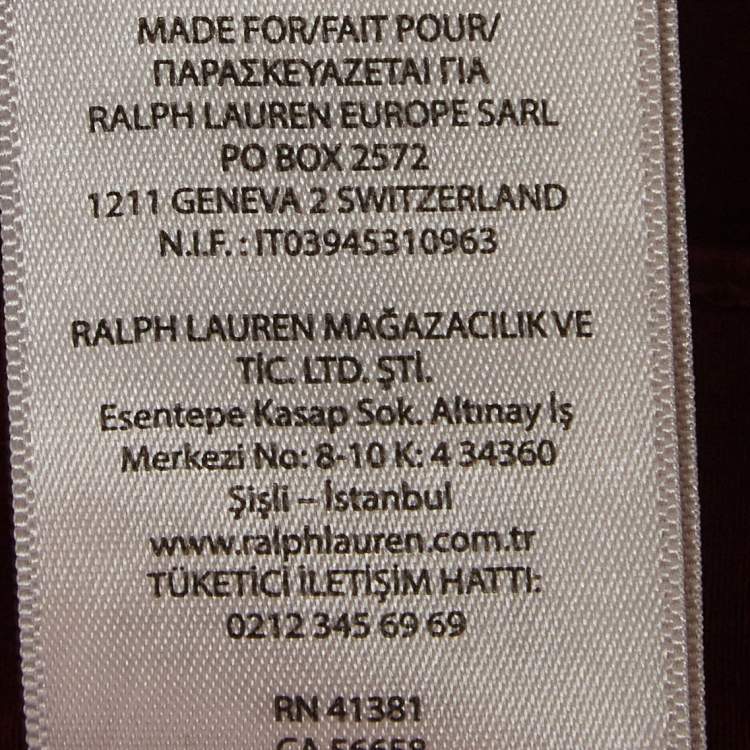 MADE FOR/FAIT POUR/
ΠΑΡΑΣΚΕΥΑΖΕΤΑΙ ΓΙΑ
RALPH LAUREN EUROPE SARL
PO BOX 2572
1211 GENEVA 2 SWITZERLAND
N.I.F. : IT03945310963
RALPH LAUREN MAĞAZACILIK VE
TİC. LTD. ŞTİ.
Esentepe Kasap Sok. Altınay İş
Merkezi No: 8-10 K: 4 34360
Şişli – İstanbul
www.ralphlauren.com.tr
TÜKETİCİ İLETİŞİM HATTI:
0212 345 69 69
RN 41381
CA 56658